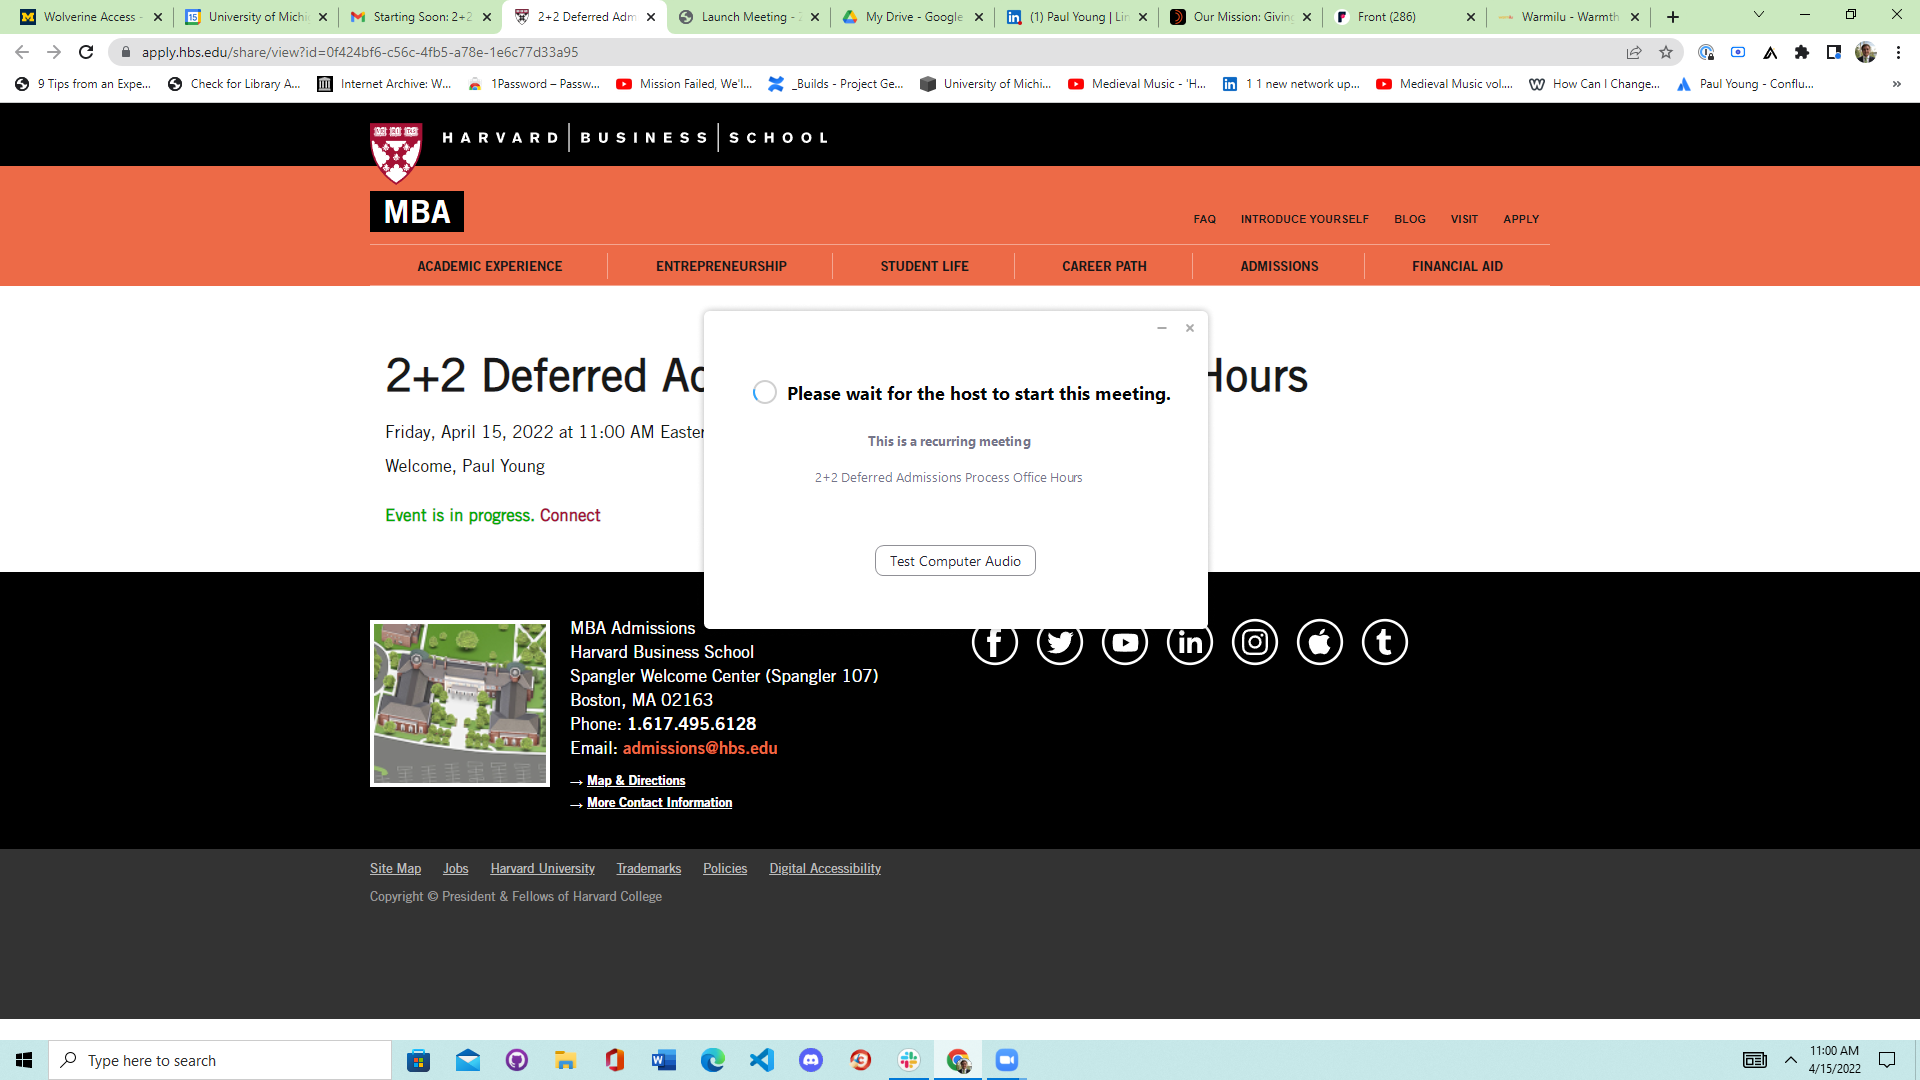 Wolverine Access -
University of Michi
Starting Soon: 2+2
2+2 Deferred Adm
Launch Meeting - Z
My Drive - Google
(1) Paul Young | Lin
Our Mission: Giving
Front (286)
Warmilu - Warmth
apply.hbs.edu/share/view?id=0f424bf6-c56c-4fb5-a78e-1e6c77d33a95
9 Tips from an Expe...
Check for Library A...
Internet Archive: W...
1Password – Passw...
Mission Failed, We'l...
_Builds - Project Ge...
University of Michi...
Medieval Music - 'H...
1 1 new network up...
Medieval Music vol....
How Can I Change...
Paul Young - Conflu...
»
HARVARD | BUSINESS | SCHOOL
MBA
FAQ
INTRODUCE YOURSELF
BLOG
VISIT
APPLY
ACADEMIC EXPERIENCE
ENTREPRENEURSHIP
STUDENT LIFE
CAREER PATH
ADMISSIONS
FINANCIAL AID
2+2 Deferred Ad
Hours
Friday, April 15, 2022 at 11:00 AM Easter
Welcome, Paul Young
Event is in progress. Connect
Please wait for the host to start this meeting.
This is a recurring meeting
2+2 Deferred Admissions Process Office Hours
Test Computer Audio
MBA Admissions
Harvard Business School
Spangler Welcome Center (Spangler 107)
Boston, MA 02163
Phone: 1.617.495.6128
Email: admissions@hbs.edu
→ Map & Directions
→ More Contact Information
Site Map
Jobs
Harvard University
Trademarks
Policies
Digital Accessibility
Copyright © President & Fellows of Harvard College
Type here to search
11:00 AM
4/15/2022